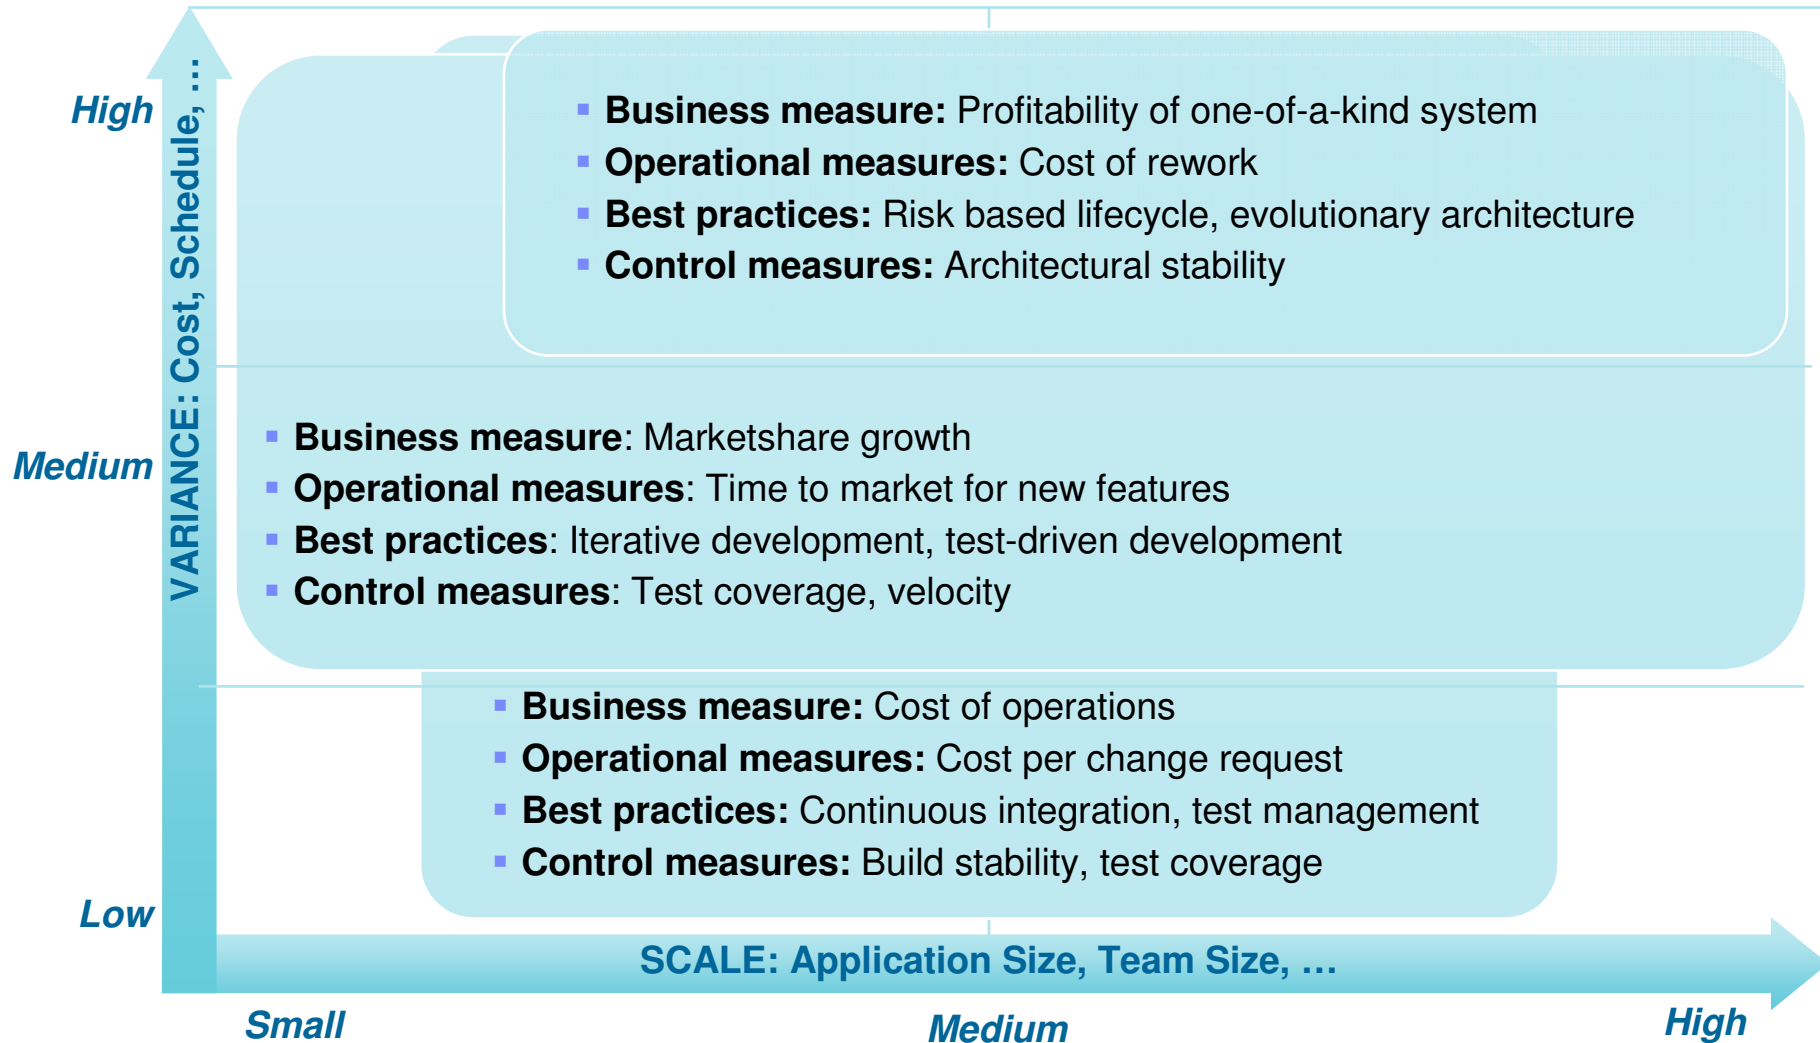 VARIANCE: Cost, Schedule, …
High
Medium
Low
▪ Business measure: Profitability of one-of-a-kind system
▪ Operational measures: Cost of rework
▪ Best practices: Risk based lifecycle, evolutionary architecture
▪ Control measures: Architectural stability
▪ Business measure: Marketshare growth
▪ Operational measures: Time to market for new features
▪ Best practices: Iterative development, test-driven development
▪ Control measures: Test coverage, velocity
▪ Business measure: Cost of operations
▪ Operational measures: Cost per change request
▪ Best practices: Continuous integration, test management
▪ Control measures: Build stability, test coverage
SCALE: Application Size, Team Size, …
Small
Medium
High